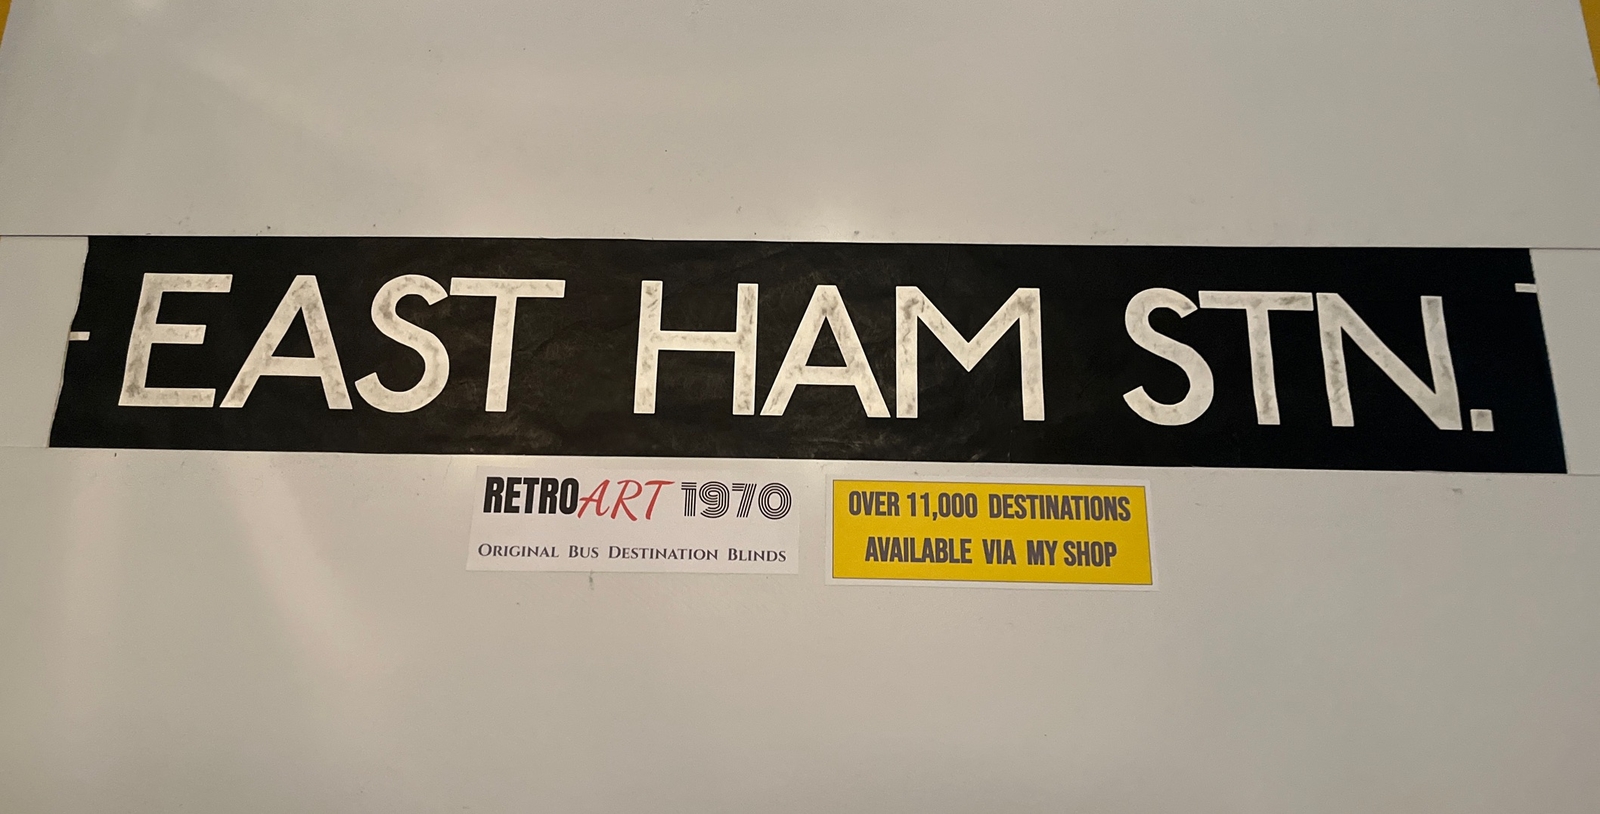 EAST HAM STN.
RETROART 1970
ORIGINAL BUS DESTINATION BLINDS
OVER 11,000 DESTINATIONS
AVAILABLE VIA MY SHOP